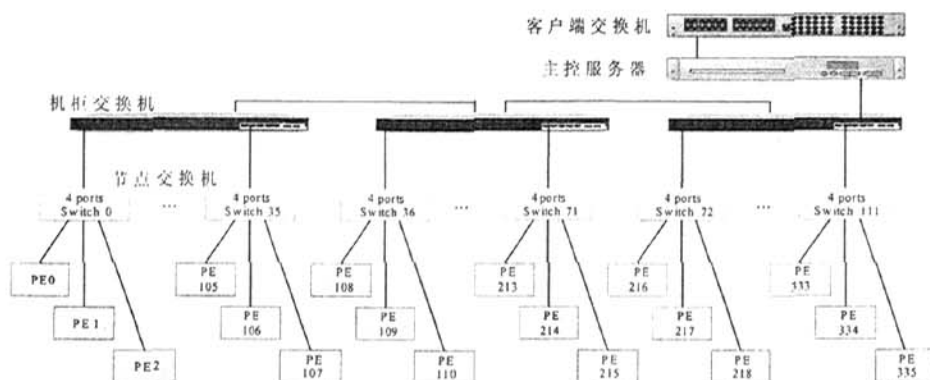 客户端交换机
主控服务器
机柜交换机
节点交换机
4 ports
Switch 0
...
4 ports
Switch 35
4 ports
Switch 36
...
4 ports
Switch 71
4 ports
Switch 72
...
4 ports
Switch 111
PE0
PE1
PE2
PE
105
PE
106
PE
107
PE
108
PE
109
PE
110
PE
213
PE
214
PE
215
PE
216
PE
217
PE
218
PE
333
PE
334
PE
335